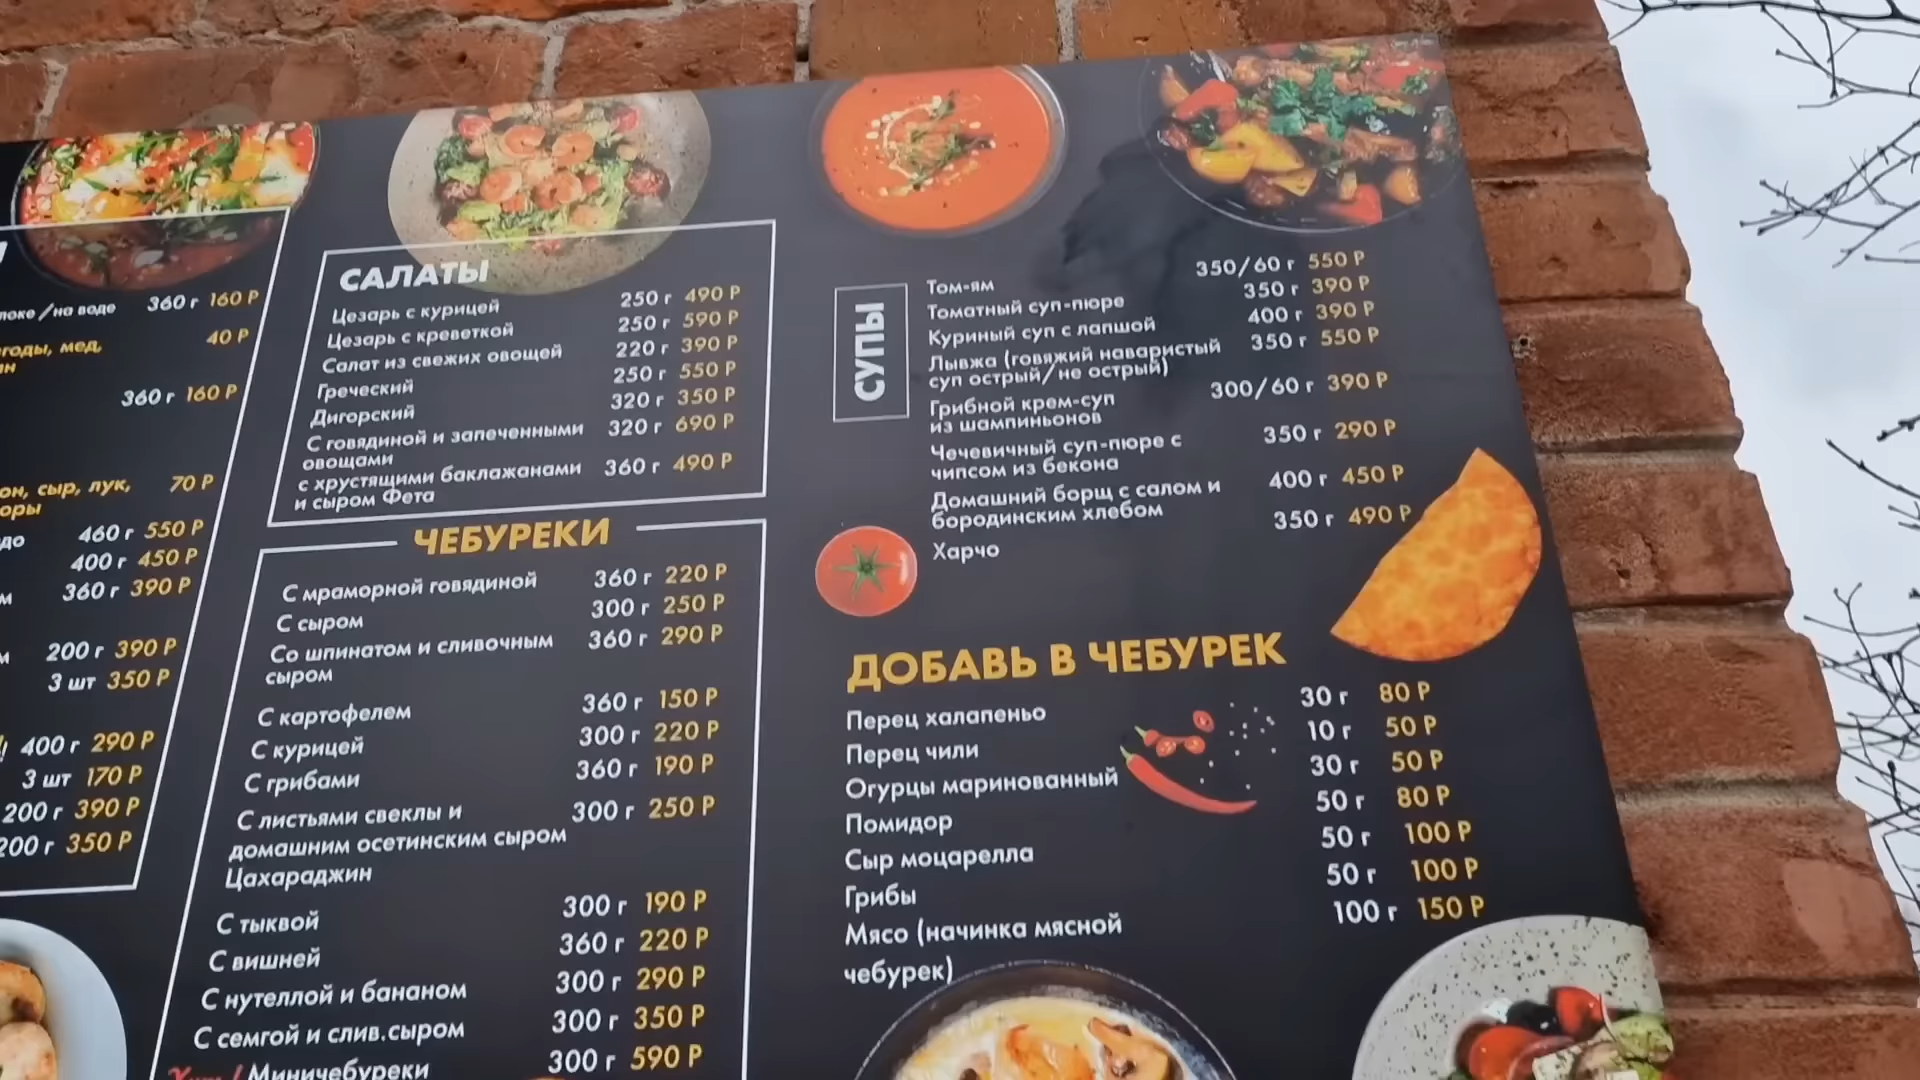 локе/на воде 360 г 160 Р
мед, 40 Р
360 г 160 Р
сыр, лук, 70 Р
460 г 550 Р
400 г 450 Р
360 г 390 Р
200 г 390 Р
3 шт 350 Р
400 г 290 Р
3 шт 170 Р
200 г 390 Р
200 г 350 Р
САЛАТЫ
Цезарь с курицей 250 г 490 Р
Цезарь с креветкой 250 г 590 Р
Салат из свежих овощей 220 г 390 Р
Греческий 250 г 550 Р
Дигорский 320 г 350 Р
С говядиной и запеченными 320 г 690 Р
овощами
с хрустящими баклажанами 360 г 490 Р
и сыром Фета
ЧЕБУРЕКИ
С мраморной говядиной 360 г 220 Р
С сыром 300 г 250 Р
Со шпинатом и сливочным 360 г 290 Р
сыром
С картофелем 360 г 150 Р
С курицей 300 г 220 Р
С грибами 360 г 190 Р
С листьями свеклы и 300 г 250 Р
домашним осетинским сыром
Цахараджин
С тыквой 300 г 190 Р
С вишней 360 г 220 Р
С нутеллой и бананом 300 г 290 Р
С семгой и слив.сыром 300 г 350 Р
Хит! Миничебуреки 300 г 590 Р
СУПЫ
Том-ям 350/60 г 550 Р
Томатный суп-пюре 350 г 390 Р
Куриный суп с лапшой 400 г 390 Р
Лывжа (говяжий наваристый 350 г 550 Р
суп острый/не острый)
Грибной крем-суп 300/60 г 390 Р
из шампиньонов
Чечевичный суп-пюре с 350 г 290 Р
чипсом из бекона
Домашний борщ с салом и 400 г 450 Р
бородинским хлебом
Харчо 350 г 490 Р
ДОБАВЬ В ЧЕБУРЕК
Перец халапеньо 30 г 80 Р
Перец чили 10 г 50 Р
Огурцы маринованный 30 г 50 Р
Помидор 50 г 80 Р
Сыр моцарелла 50 г 100 Р
Грибы 50 г 100 Р
Мясо (начинка мясной 100 г 150 Р
чебурек)